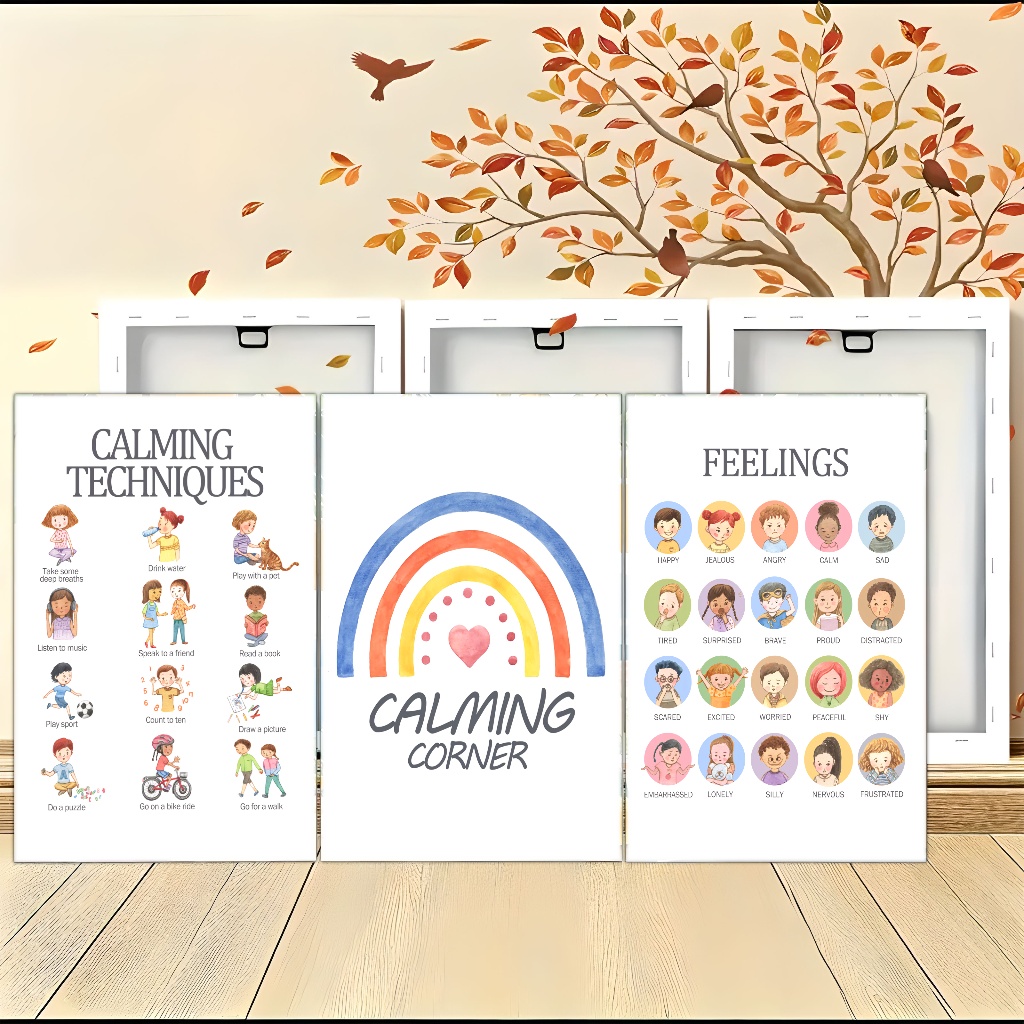 CALMING
TECHNIQUES
Take some
deep breaths
Drink water
Play with a pet
Listen to music
Speak to a friend
Read a book
Play sport
Count to ten
Draw a picture
Do a puzzle
Go on a bike ride
Go for a walk
CALMING
CORNER
FEELINGS
HAPPY JEALOUS ANGRY CALM SAD
TIRED SURPRISED BRAVE PROUD DISTRACTED
SCARED EXCITED WORRIED PEACEFUL SHY
EMBARRASSED LONELY SILLY NERVOUS FRUSTRATED